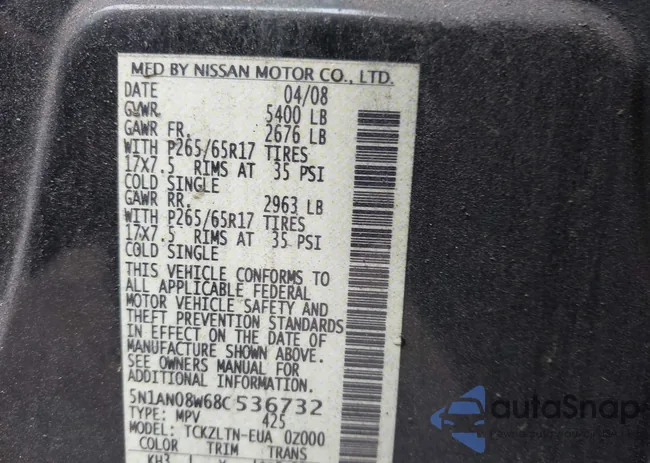 MFD BY NISSAN MOTOR CO., LTD.
DATE 04/08
GVWR 5400 LB
GAWR FR. 2676 LB
WITH P265/65R17 TIRES
17X7.5 RIMS AT 35 PSI
COLD SINGLE
GAWR RR. 2963 LB
WITH P265/65R17 TIRES
17X7.5 RIMS AT 35 PSI
COLD SINGLE
THIS VEHICLE CONFORMS TO
ALL APPLICABLE FEDERAL
MOTOR VEHICLE SAFETY AND
THEFT PREVENTION STANDARDS
IN EFFECT ON THE DATE OF
MANUFACTURE SHOWN ABOVE.
SEE OWNERS MANUAL FOR
ADDITIONAL INFORMATION.
5N1AN08W68C536732
TYPE: MPV 425
MODEL: TCKZLTN-EUA 0Z000
COLOR TRIM TRANS
KH3
autoSnap